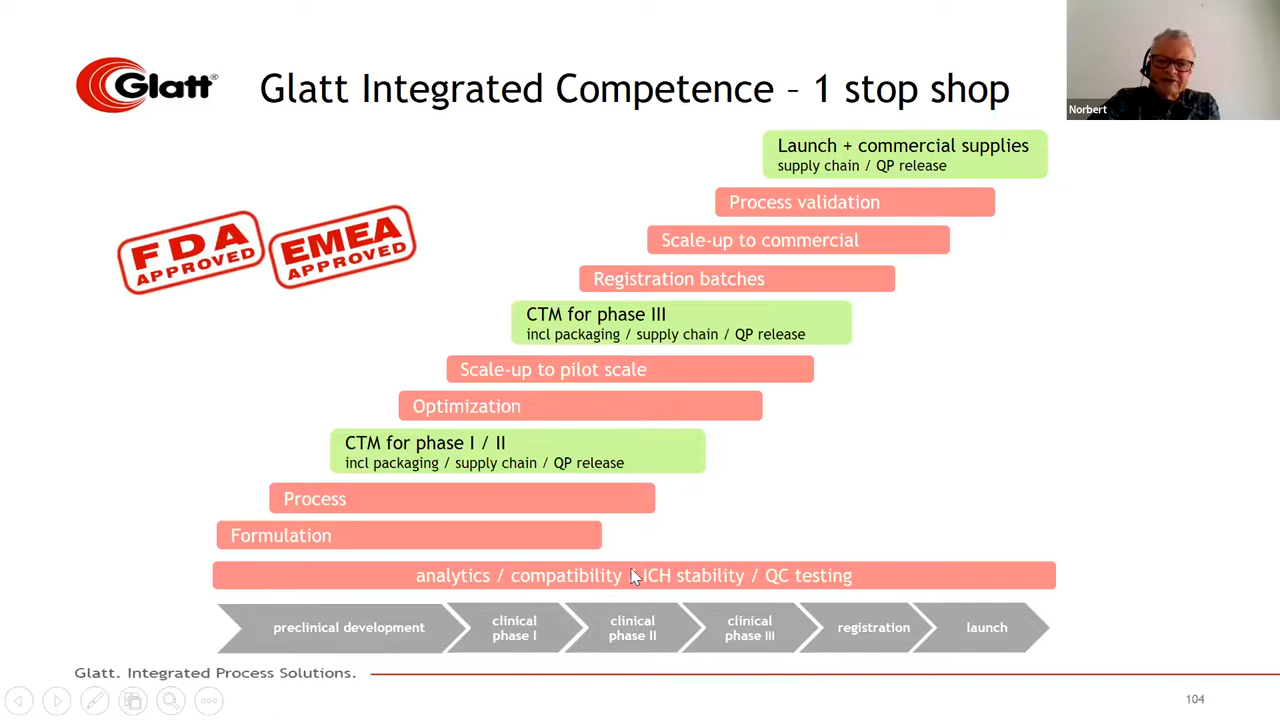 Glatt®
Glatt Integrated Competence – 1 stop shop
Norbert
Launch + commercial supplies
supply chain / QP release
Process validation
FDA
APPROVED
EMEA
APPROVED
Scale-up to commercial
Registration batches
CTM for phase III
incl packaging / supply chain / QP release
Scale-up to pilot scale
Optimization
CTM for phase I / II
incl packaging / supply chain / QP release
Process
Formulation
analytics / compatibility ICH stability / QC testing
preclinical development
clinical
phase I
clinical
phase II
clinical
phase III
registration
launch
Glatt. Integrated Process Solutions.
104